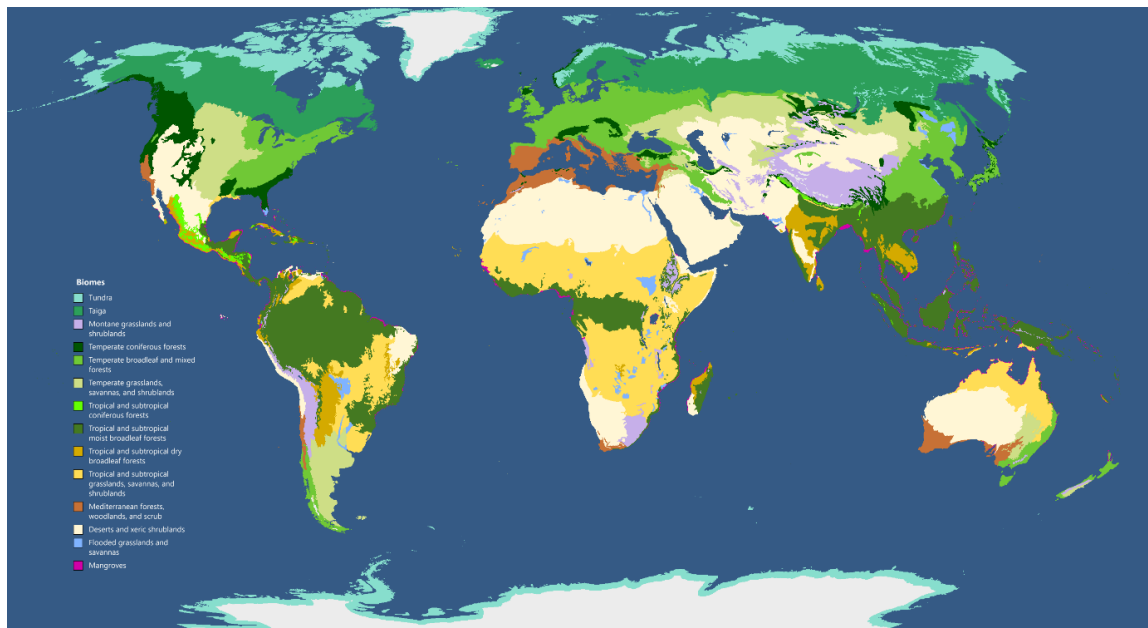 Biomes
Tundra
Taiga
Montane grasslands and
shrublands
Temperate coniferous forests
Temperate broadleaf and mixed
forests
Temperate grasslands,
savannas, and shrublands
Tropical and subtropical
coniferous forests
Tropical and subtropical
moist broadleaf forests
Tropical and subtropical dry
broadleaf forests
Tropical and subtropical
grasslands, savannas, and
shrublands
Mediterranean forests,
woodlands, and scrub
Deserts and xeric shrublands
Flooded grasslands and
savannas
Mangroves